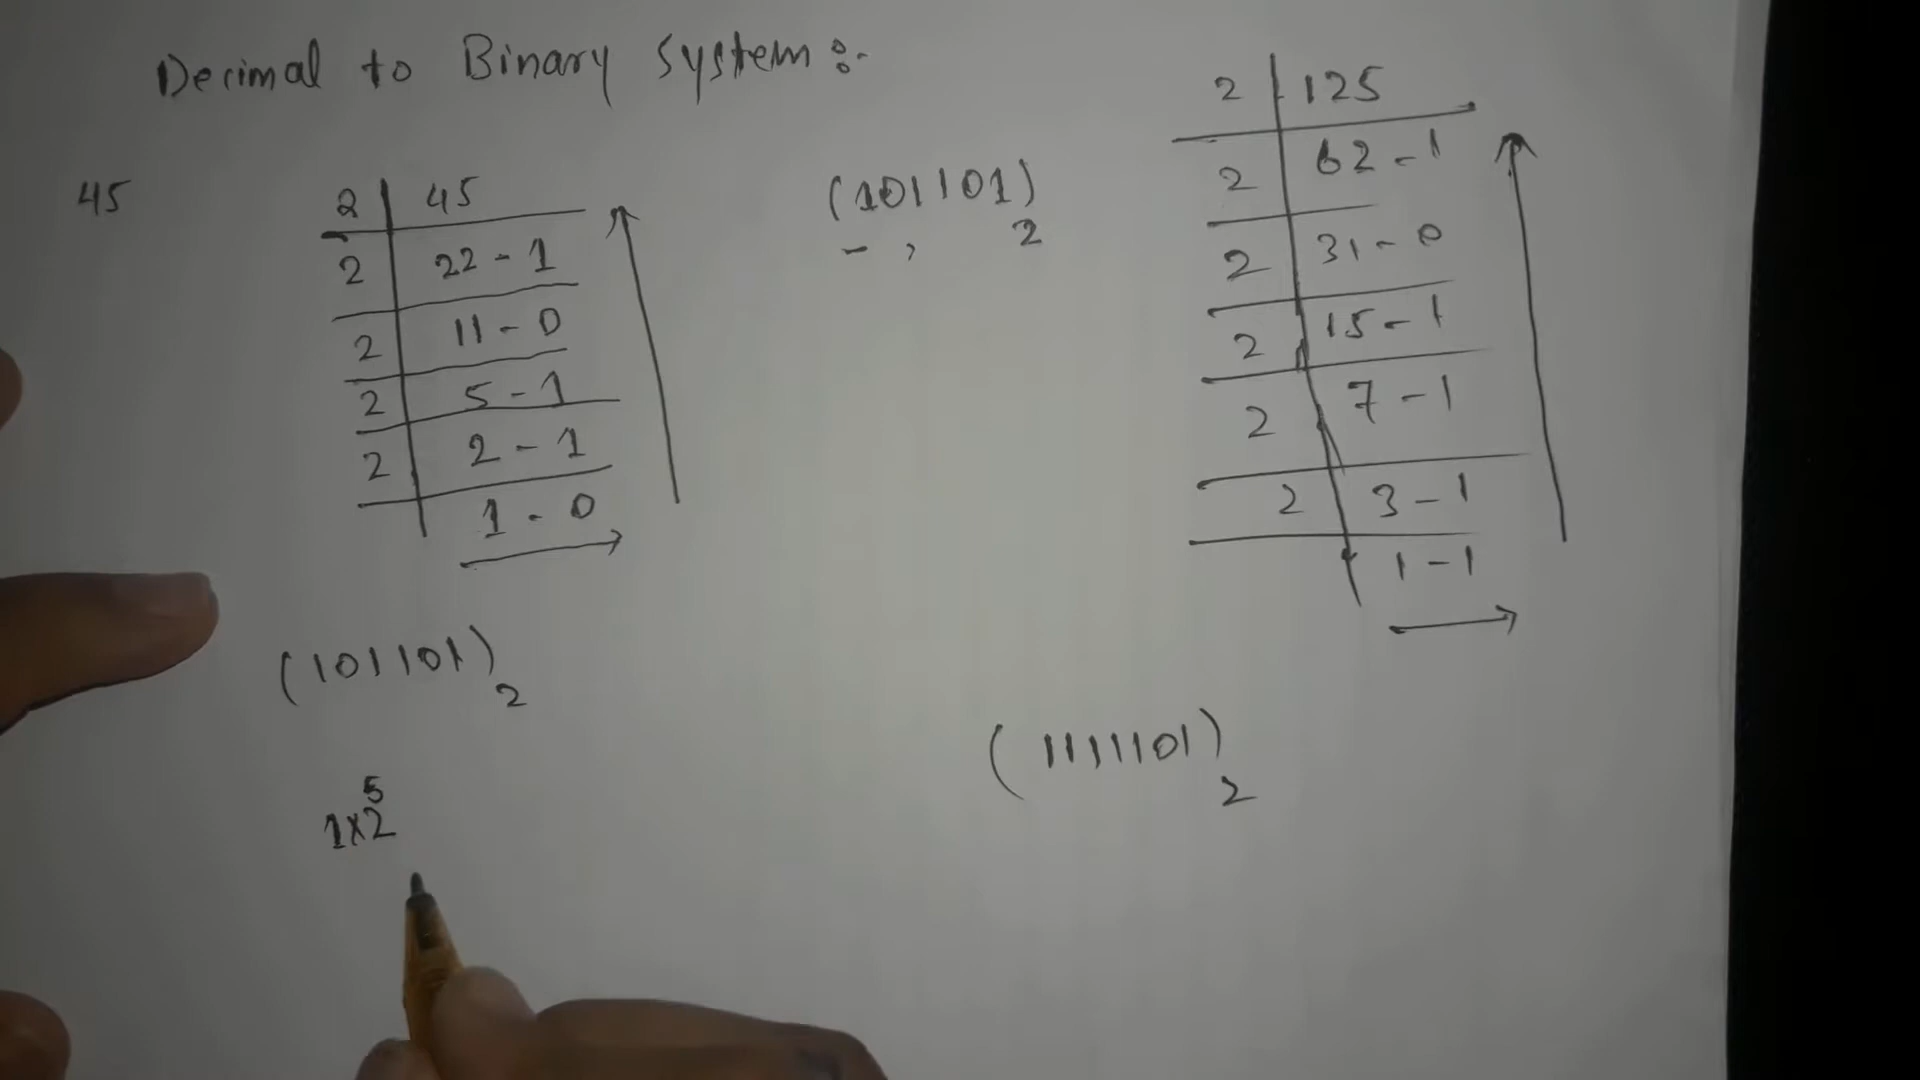 Decimal to Binary System :-
45
2 | 45
2 | 22 - 1
2 | 11 - 0
2 | 5 - 1
2 | 2 - 1
1 - 0
(101101)2
(101101)2
1x2^5
2 | 125
2 | 62 - 1
2 | 31 - 0
2 | 15 - 1
2 | 7 - 1
2 | 3 - 1
1 - 1
(1111101)2